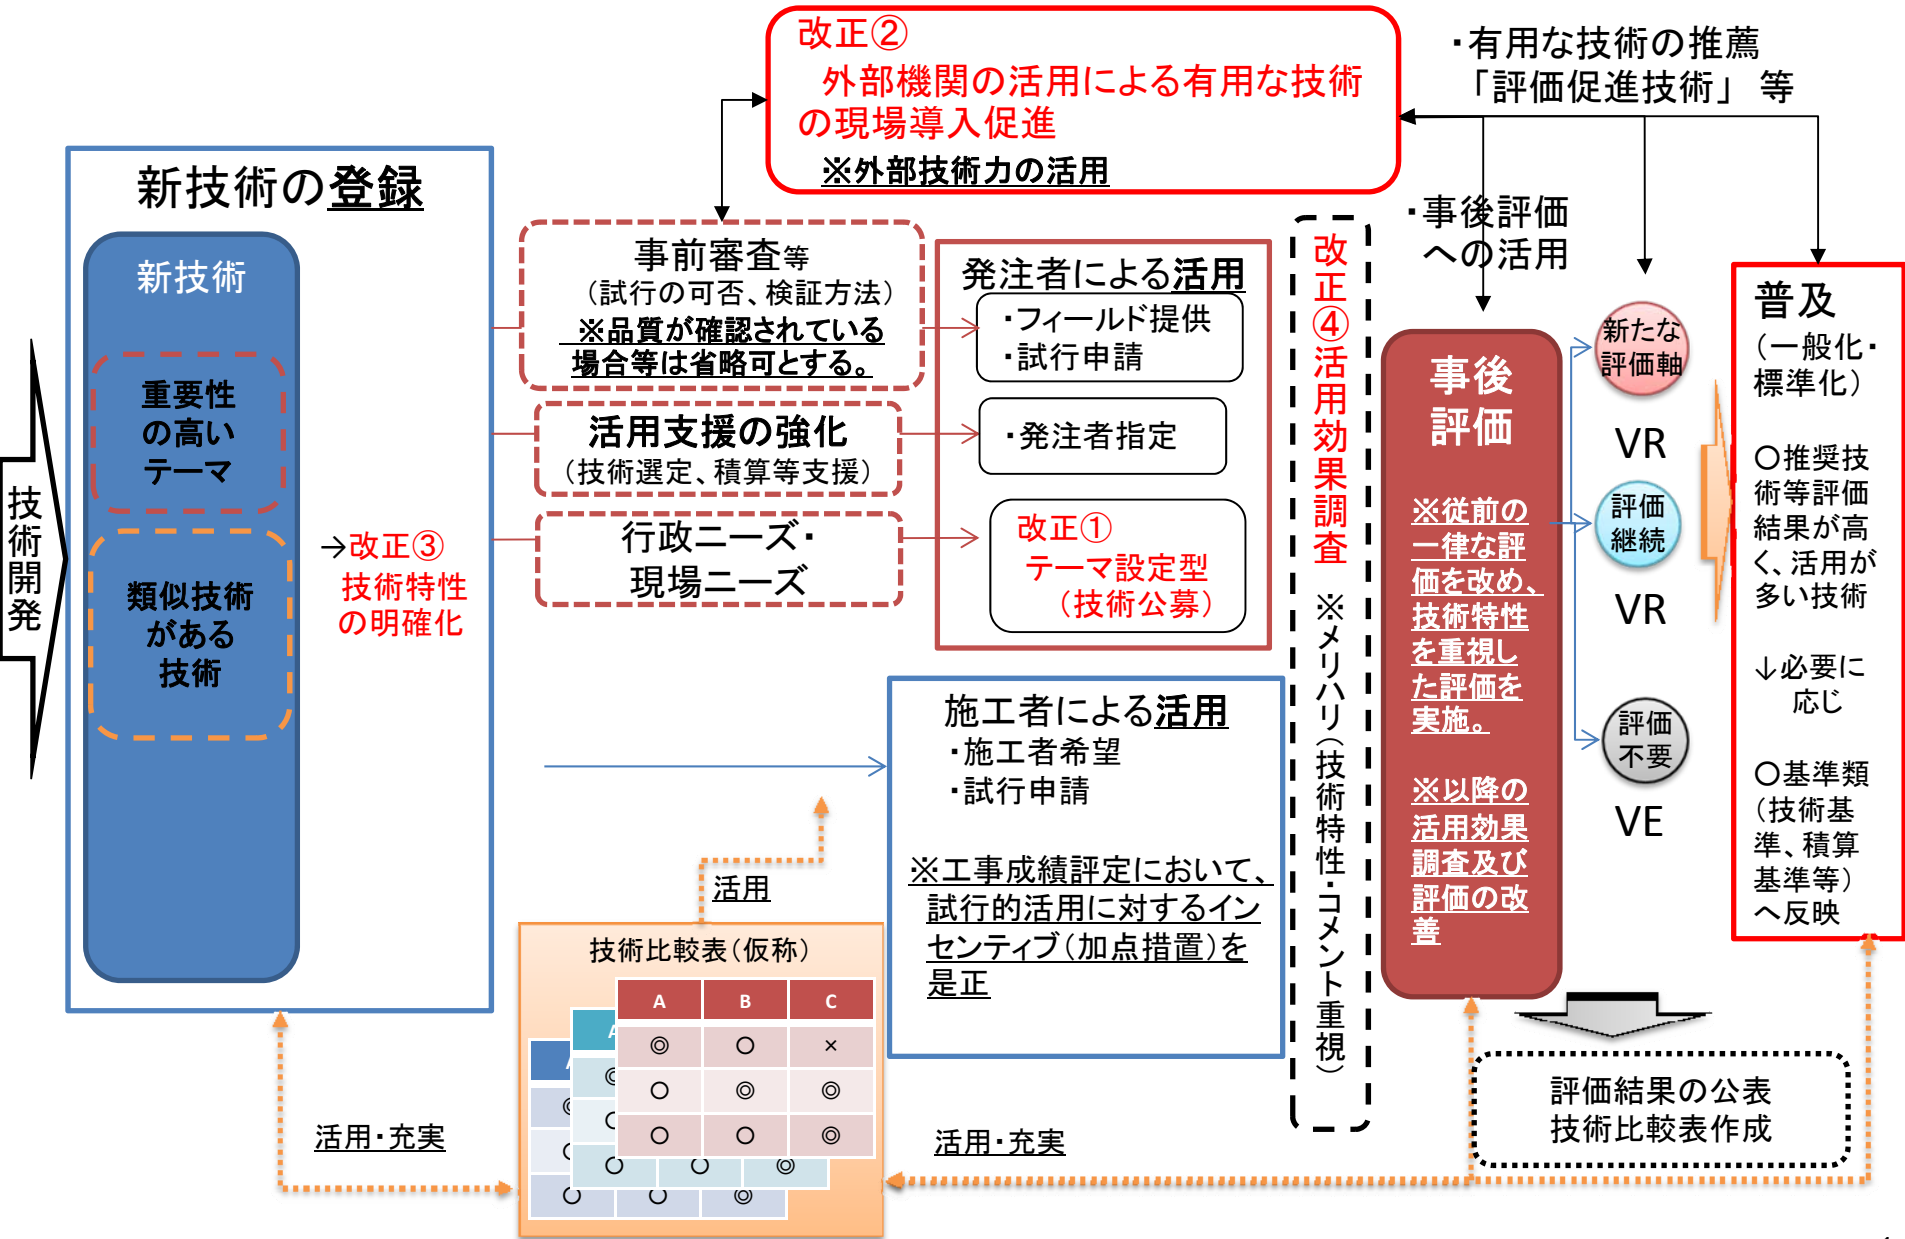 改正②
外部機関の活用による有用な技術
の現場導入促進
※外部技術力の活用
・有用な技術の推薦
「評価促進技術」 等
・事後評価
への活用
技術開発
新技術の登録
新技術
重要性
の高い
テーマ
類似技術
がある
技術
→改正③
技術特性
の明確化
事前審査等
（試行の可否、検証方法）
※品質が確認されている
場合等は省略可とする。
活用支援の強化
（技術選定、積算等支援）
行政ニーズ・
現場ニーズ
発注者による活用
・フィールド提供
・試行申請
・発注者指定
改正①
テーマ設定型
（技術公募）
施工者による活用
・施工者希望
・試行申請
※工事成績評定において、
試行的活用に対するイン
センティブ（加点措置）を
是正
改正④活用効果調査 ※メリハリ（技術特性・コメント重視）
事後
評価
※従前の
一律な評
価を改め、
技術特性
を重視し
た評価を
実施。
※以降の
活用効果
調査及び
評価の改
善
新たな
評価軸
VR
評価
継続
VR
評価
不要
VE
普及
（一般化・
標準化）
○推奨技
術等評価
結果が高
く、活用が
多い技術
↓必要に
応じ
○基準類
（技術基
準、積算
基準等）
へ反映
評価結果の公表
技術比較表作成
活用
技術比較表（仮称）
A B C
◎ ○ ×
○ ◎ ◎
○ ○ ◎
○ ○ ◎
○ ○ ◎
活用・充実
活用・充実